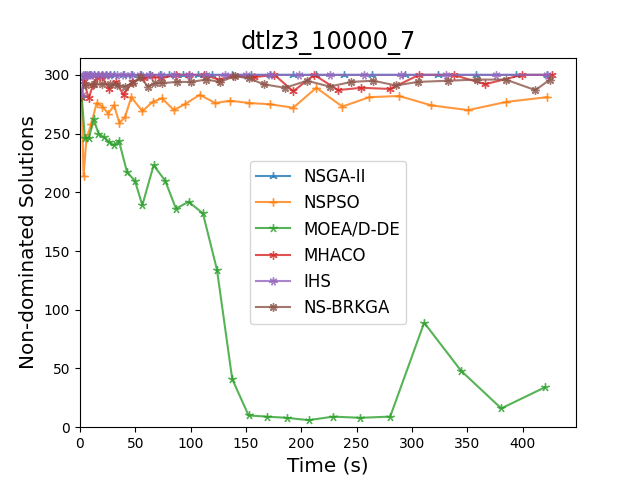 dtlz3_10000_7
Non-dominated Solutions
300
250
200
150
100
50
0
NSGA-II
NSPSO
MOEA/D-DE
MHACO
IHS
NS-BRKGA
0 50 100 150 200 250 300 350 400
Time (s)